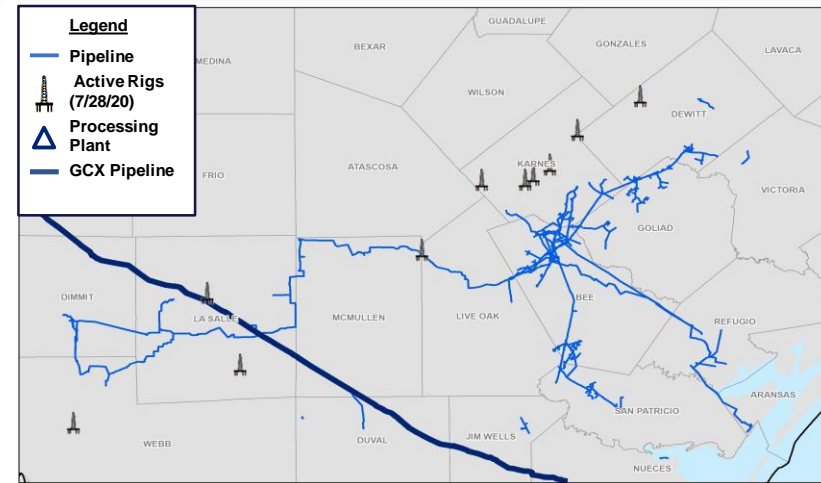 Legend
Pipeline
Active Rigs
(7/28/20)
Processing
Plant
GCX Pipeline
GUADALUPE
BEXAR
GONZALES
LAVACA
MEDINA
WILSON
DEWITT
ATASCOSA
KARNES
FRIO
VICTORIA
GOLIAD
DIMMIT
LA SALLE
MCMULLEN
LIVE OAK
BEE
REFUGIO
ARANSAS
SAN PATRICIO
WEBB
DUVAL
JIM WELLS
NUECES